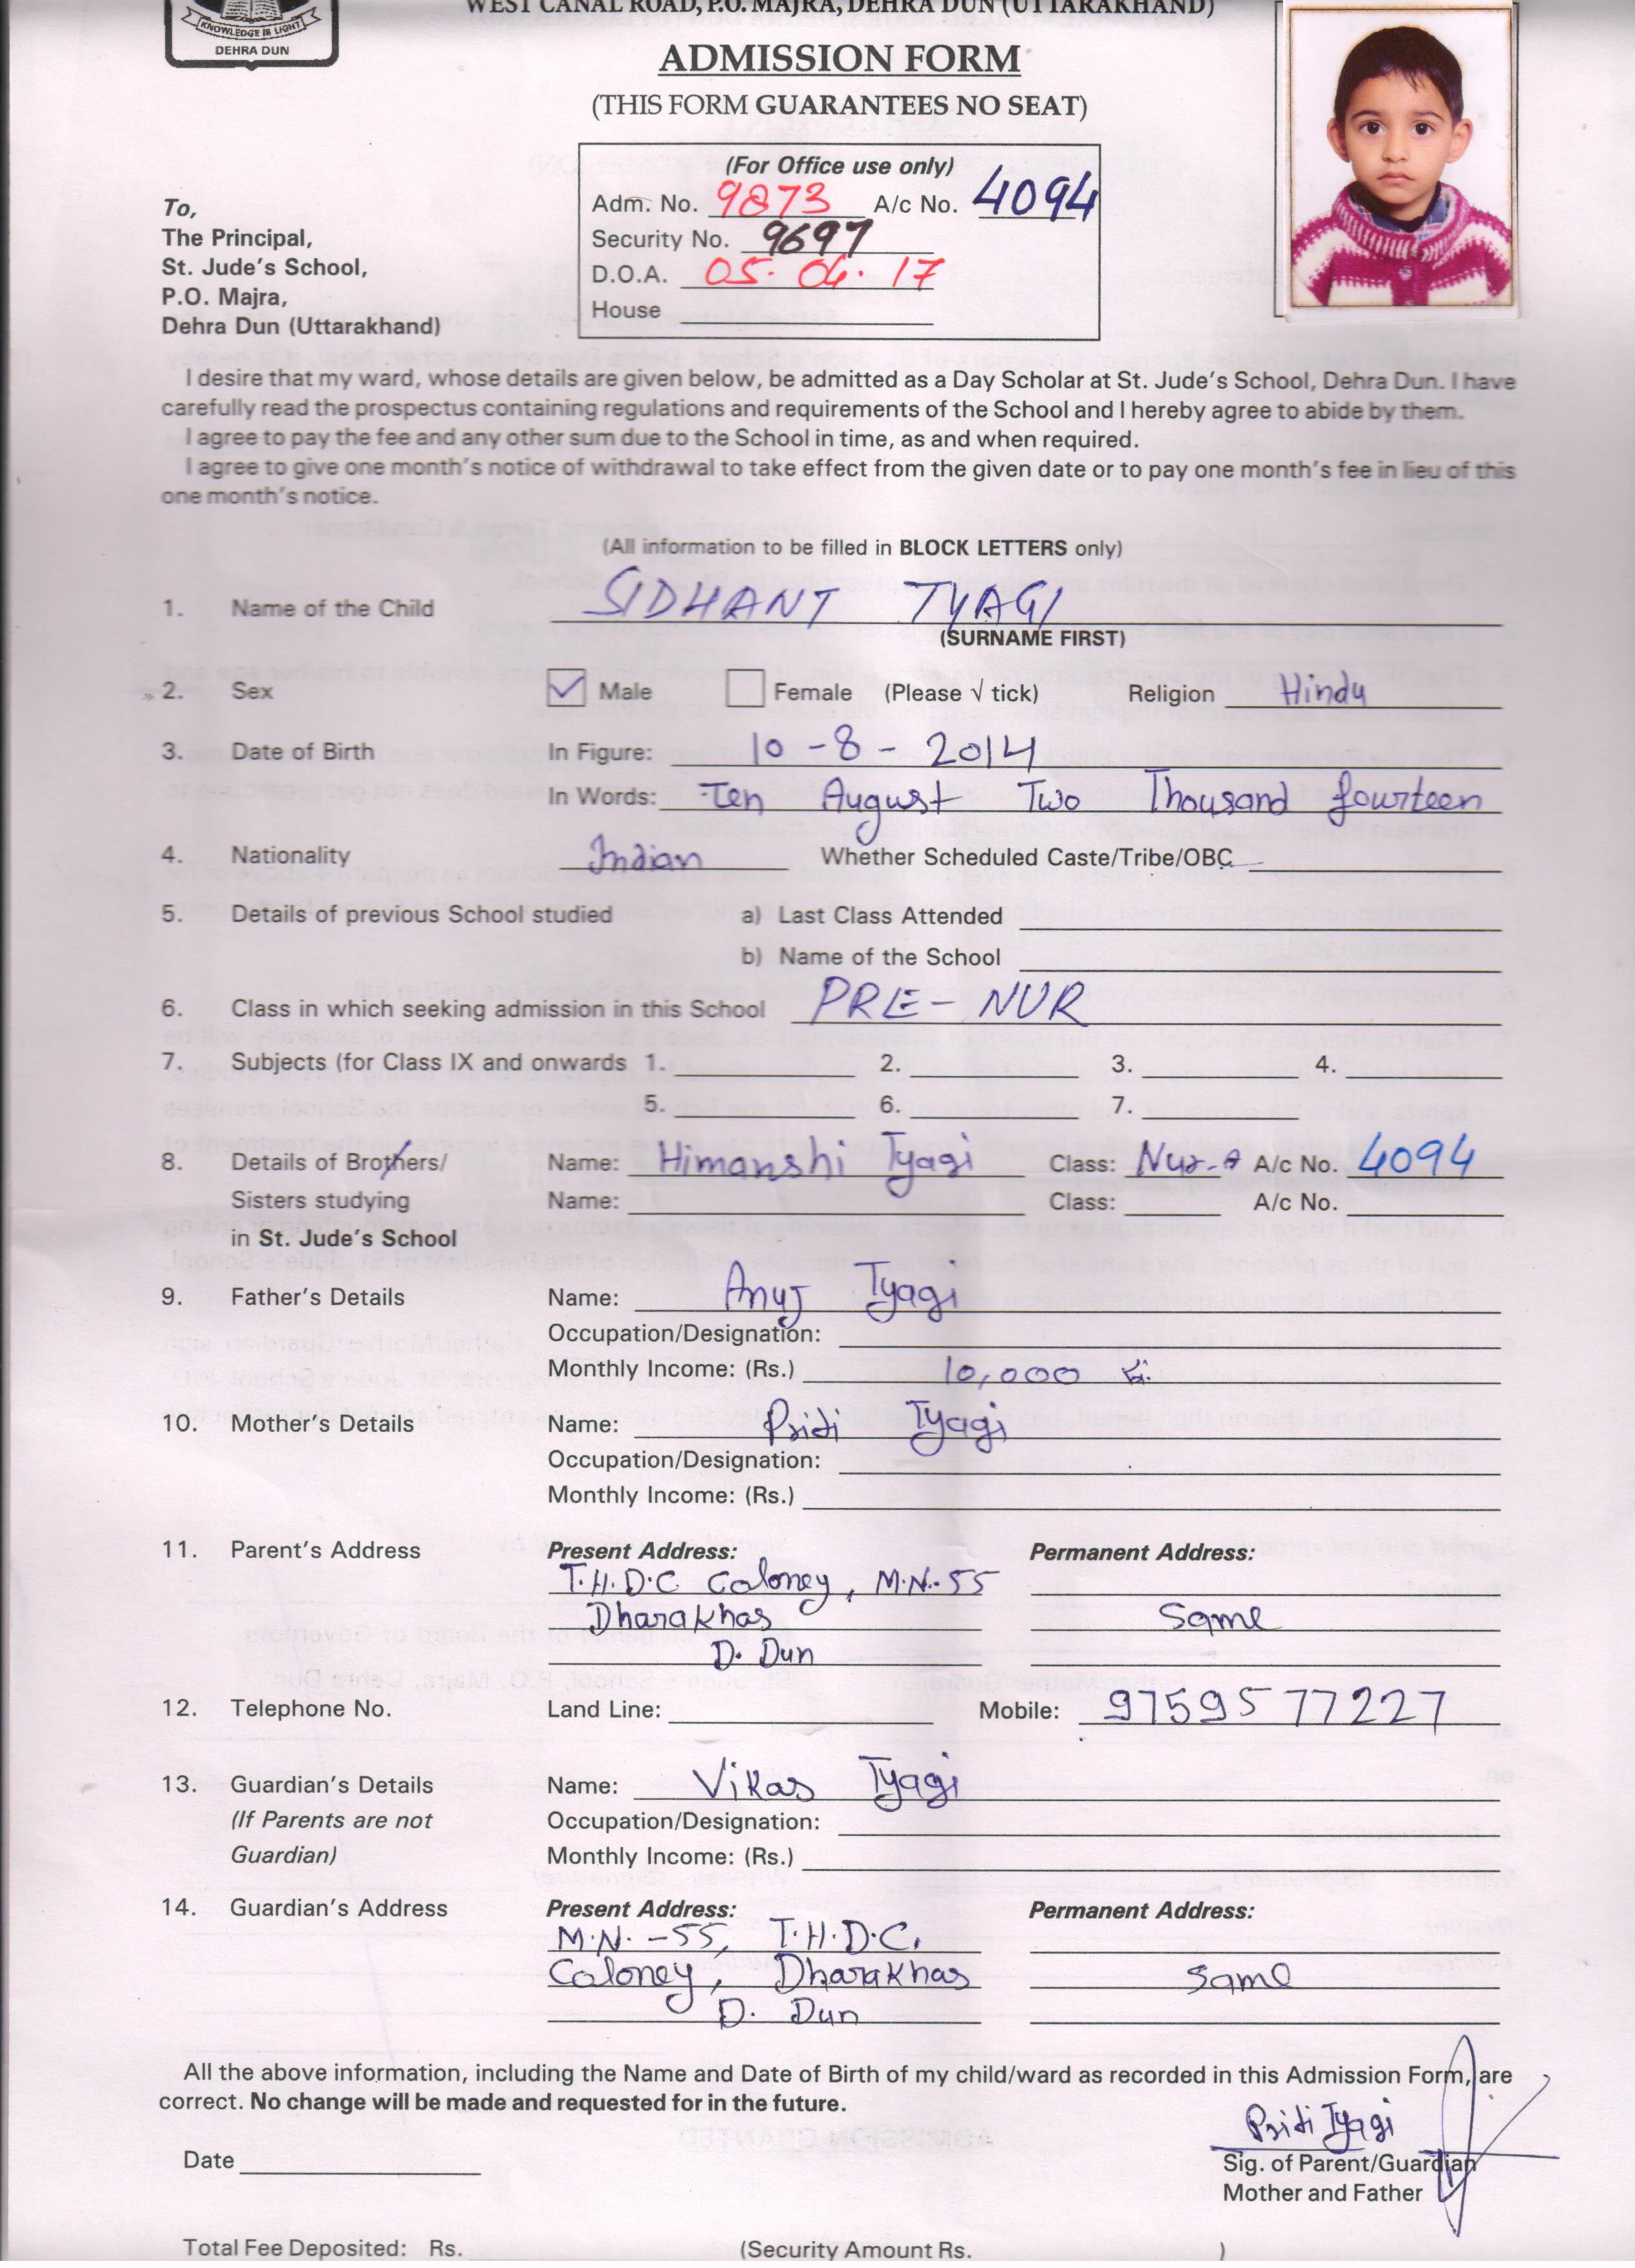 WEST CANAL ROAD, P.O. MAJRA, DEHRA DUN (UTTARAKHAND)
KNOWLEDGE IS LIGHT
DEHRA DUN
ADMISSION FORM
(THIS FORM GUARANTEES NO SEAT)
(For Office use only)
Adm. No. 9873 A/c No. 4094
Security No. 9697
D.O.A. 05.04.17
House
To,
The Principal,
St. Jude's School,
P.O. Majra,
Dehra Dun (Uttarakhand)
I desire that my ward, whose details are given below, be admitted as a Day Scholar at St. Jude's School, Dehra Dun. I have
carefully read the prospectus containing regulations and requirements of the School and I hereby agree to abide by them.
I agree to pay the fee and any other sum due to the School in time, as and when required.
I agree to give one month's notice of withdrawal to take effect from the given date or to pay one month's fee in lieu of this
one month's notice.
(All information to be filled in BLOCK LETTERS only)
1. Name of the Child SIDHANT TYAGI
(SURNAME FIRST)
2. Sex ✓ Male Female (Please √ tick) Religion Hindu
3. Date of Birth In Figure: 10-8-2014
In Words: Ten August Two Thousand fourteen
4. Nationality Indian Whether Scheduled Caste/Tribe/OBC
5. Details of previous School studied a) Last Class Attended
b) Name of the School
6. Class in which seeking admission in this School PRE-NUR
7. Subjects (for Class IX and onwards 1. 2. 3. 4.
5. 6. 7.
8. Details of Brothers/ Name: Himanshi Tyagi Class: Nur-A A/c No. 4094
Sisters studying Name: Class: A/c No.
in St. Jude's School
9. Father's Details Name: Anuj Tyagi
Occupation/Designation:
Monthly Income: (Rs.) 10,000
10. Mother's Details Name: Priti Tyagi
Occupation/Designation:
Monthly Income: (Rs.)
11. Parent's Address Present Address: Permanent Address:
T.H.D.C Coloney, M.N.-55
Dharakhas Same
D. Dun
12. Telephone No. Land Line: Mobile: 9759577227
13. Guardian's Details Name: Vikas Tyagi
(If Parents are not Occupation/Designation:
Guardian) Monthly Income: (Rs.)
14. Guardian's Address Present Address: Permanent Address:
M.N.-55, T.H.D.C.
Coloney, Dharakhas Same
D. Dun
All the above information, including the Name and Date of Birth of my child/ward as recorded in this Admission Form, are
correct. No change will be made and requested for in the future.
Priti Tyagi
Date Sig. of Parent/Guardian
Mother and Father
Total Fee Deposited: Rs. (Security Amount Rs. )